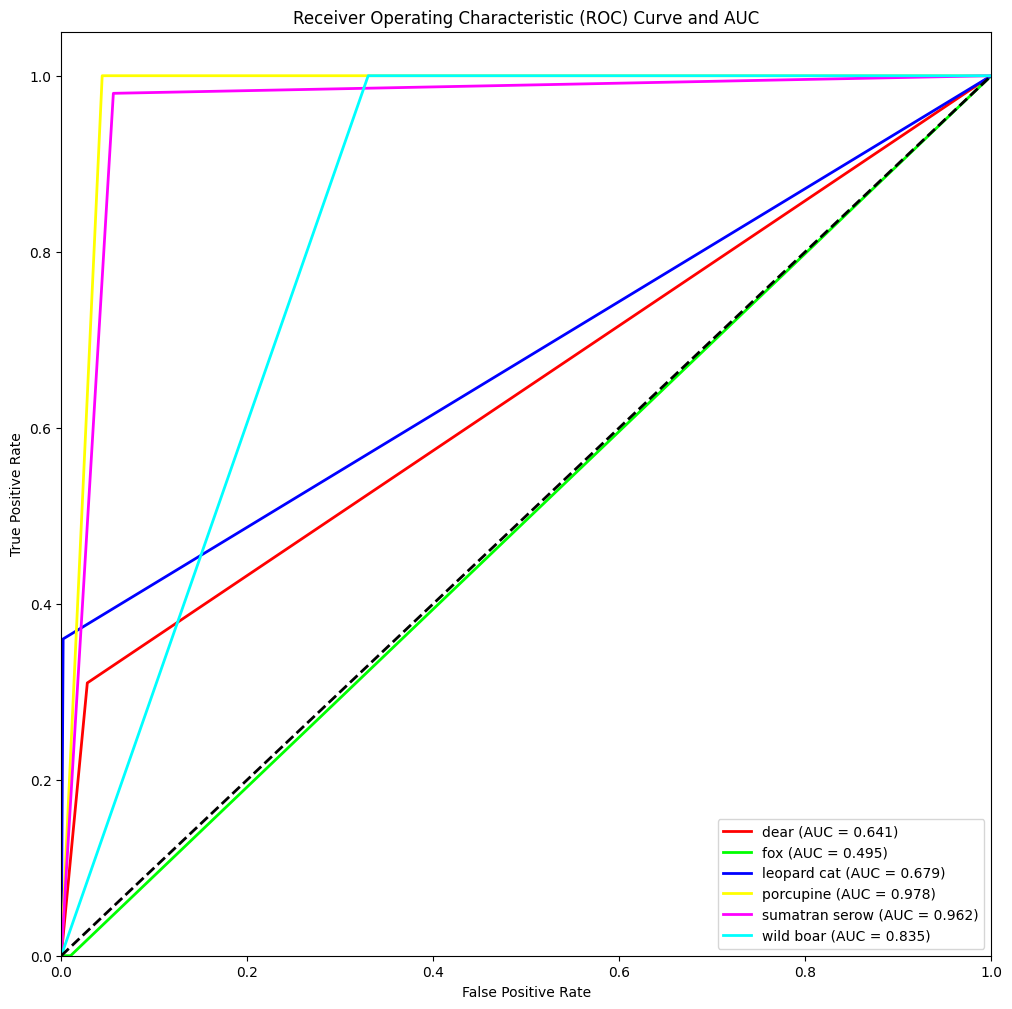 Receiver Operating Characteristic (ROC) Curve and AUC
True Positive Rate
1.0
0.8
0.6
0.4
0.2
0.0
0.0 0.2 0.4 0.6 0.8 1.0
False Positive Rate
dear (AUC = 0.641)
fox (AUC = 0.495)
leopard cat (AUC = 0.679)
porcupine (AUC = 0.978)
sumatran serow (AUC = 0.962)
wild boar (AUC = 0.835)